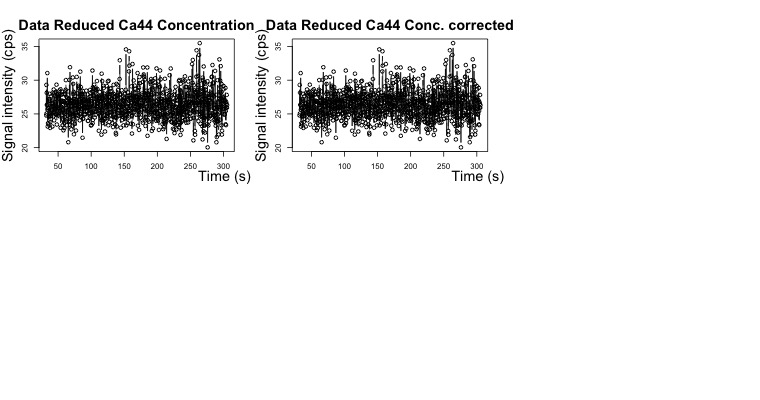 Data Reduced Ca44 Concentration
Signal intensity (cps)
35
30
25
20
50 100 150 200 250 300
Time (s)
Data Reduced Ca44 Conc. corrected
Signal intensity (cps)
35
30
25
20
50 100 150 200 250 300
Time (s)